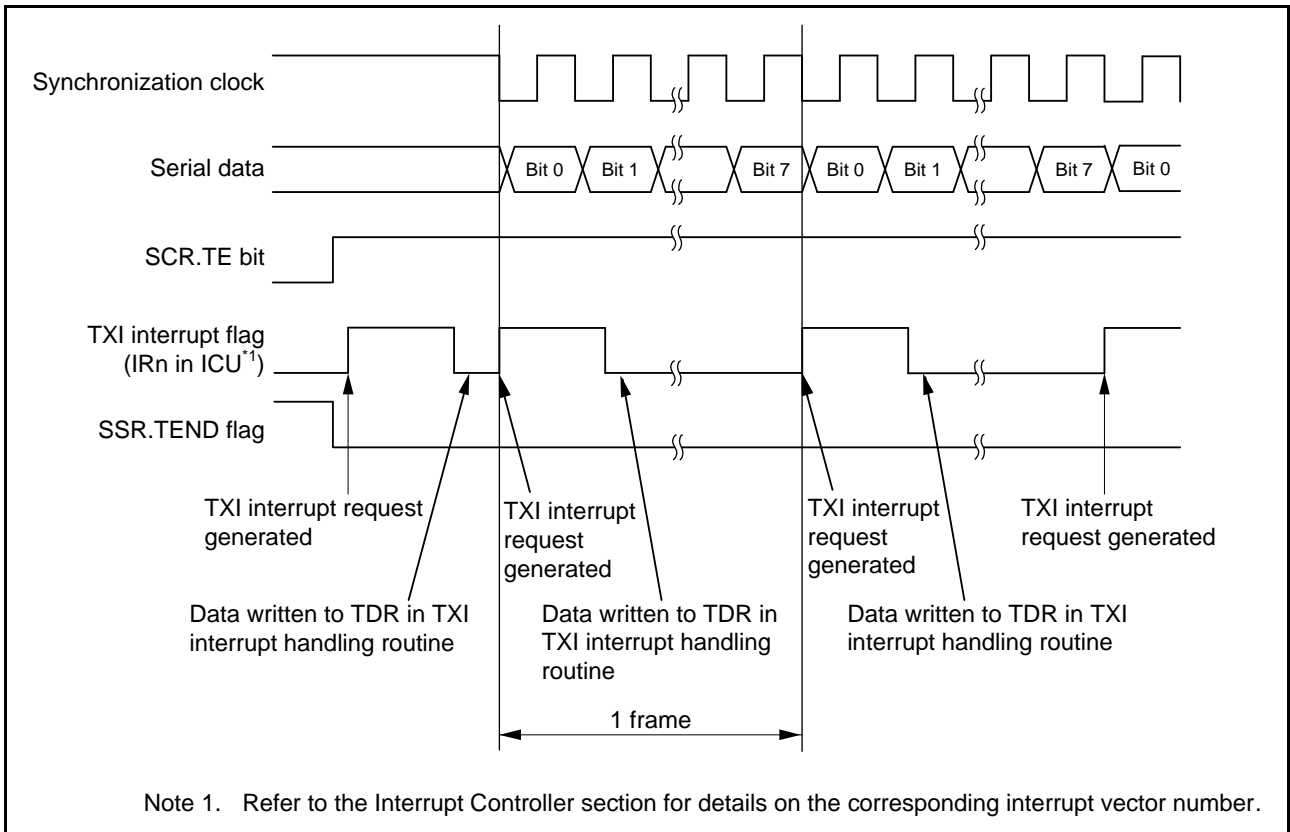 Synchronization clock
Serial data
Bit 0 Bit 1 Bit 7 Bit 0 Bit 1 Bit 7 Bit 0
SCR.TE bit
TXI interrupt flag
(IRn in ICU*1)
SSR.TEND flag
TXI interrupt request
generated
TXI interrupt
request
generated
TXI interrupt
request
generated
TXI interrupt
request generated
Data written to TDR in TXI
interrupt handling routine
Data written to TDR in
TXI interrupt handling
routine
Data written to TDR in TXI
interrupt handling routine
1 frame
Note 1. Refer to the Interrupt Controller section for details on the corresponding interrupt vector number.